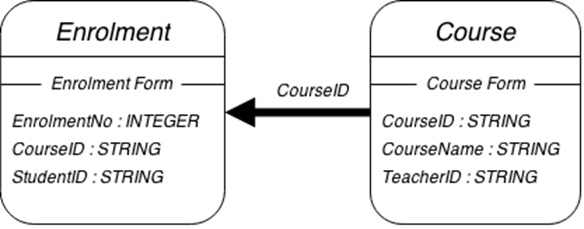 Enrolment
Enrolment Form
EnrolmentNo : INTEGER
CourseID : STRING
StudentID : STRING
CourseID
Course
Course Form
CourseID : STRING
CourseName : STRING
TeacherID : STRING